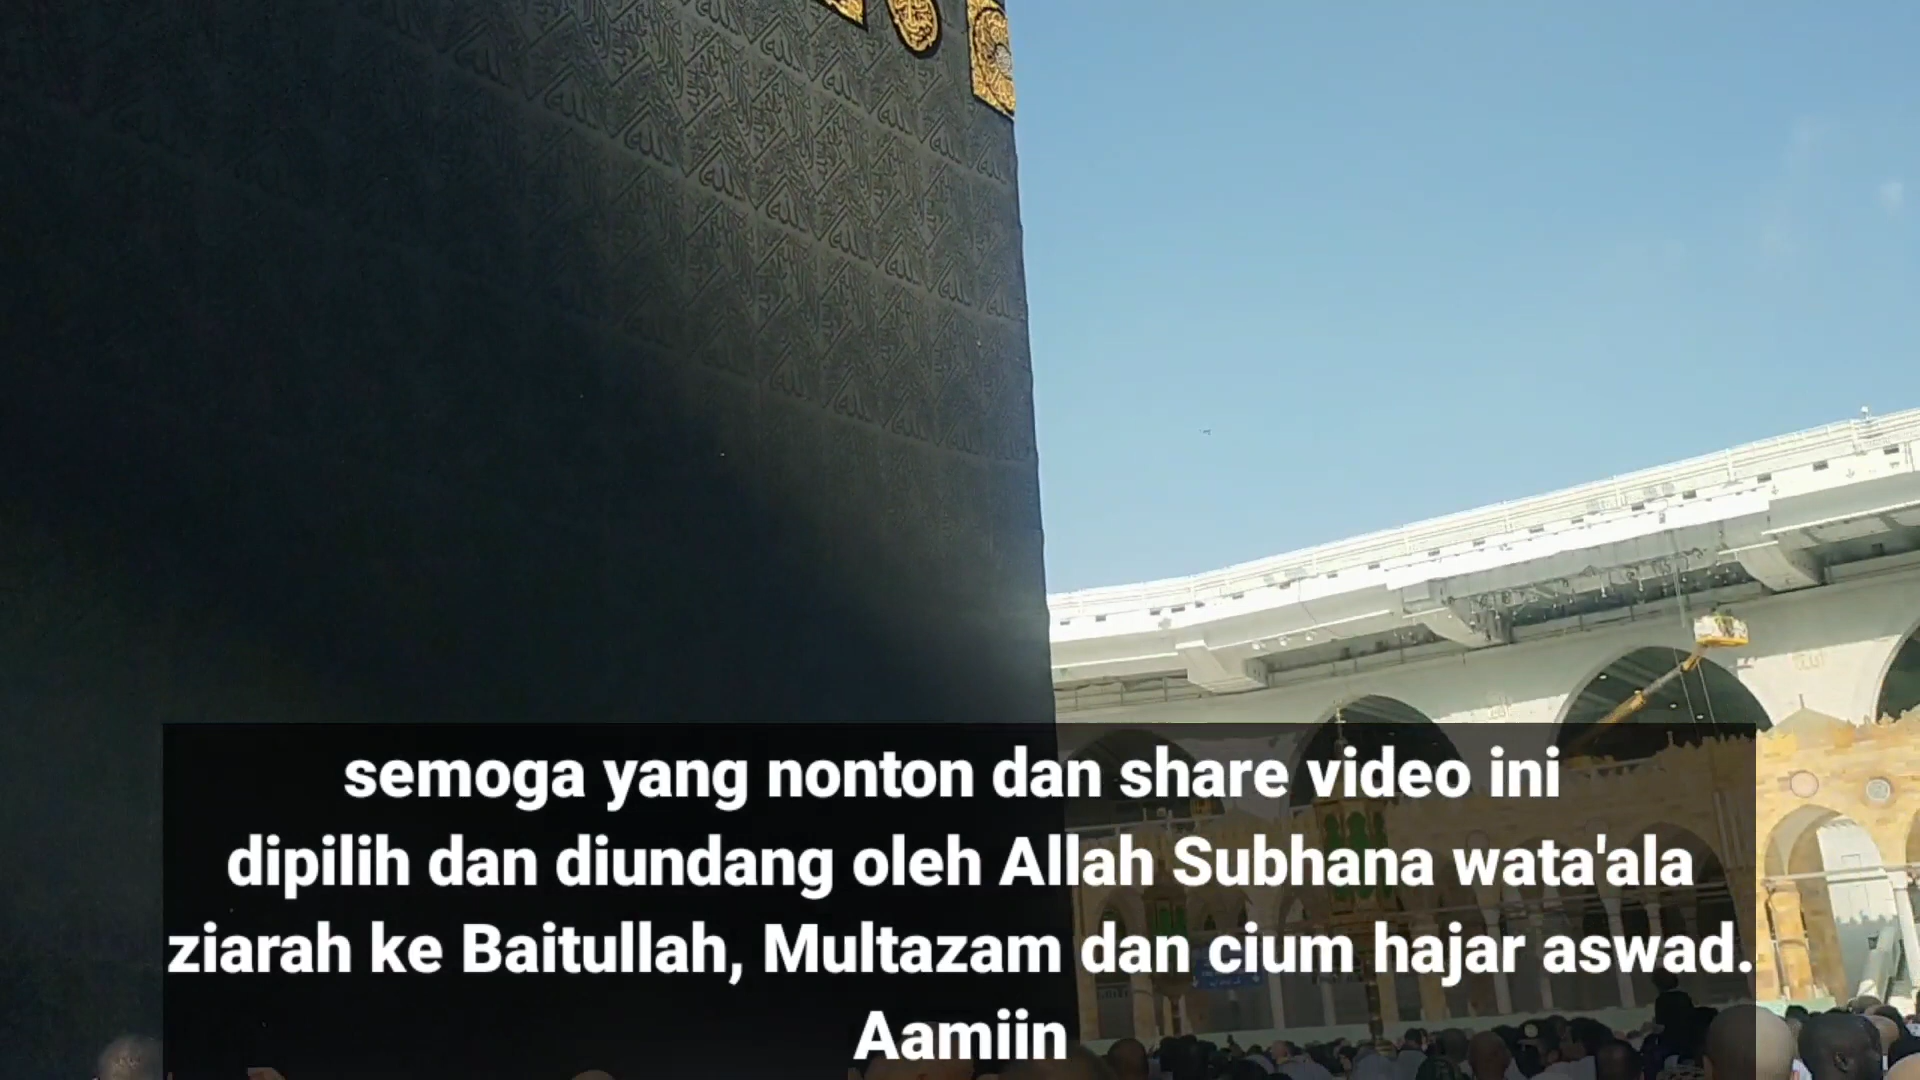 semoga yang nonton dan share video ini
dipilih dan diundang oleh Allah Subhana wata'ala
ziarah ke Baitullah, Multazam dan cium hajar aswad.
Aamiin